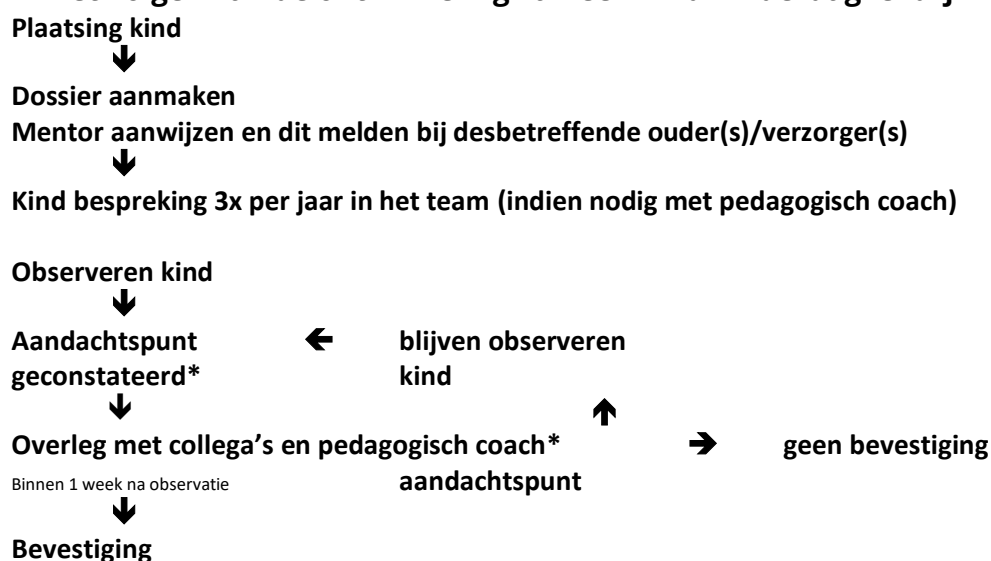 Plaatsing kind
🡻
Dossier aanmaken
Mentor aanwijzen en dit melden bij desbetreffende ouder(s)/verzorger(s)
🡻
Kind bespreking 3x per jaar in het team (indien nodig met pedagogisch coach)
Observeren kind
🡻
Aandachtspunt 🡸 blijven observeren
geconstateerd* kind
🡻 🡹
Overleg met collega’s en pedagogisch coach* 🡺 geen bevestiging
Binnen 1 week na observatie aandachtspunt
🡻
Bevestiging